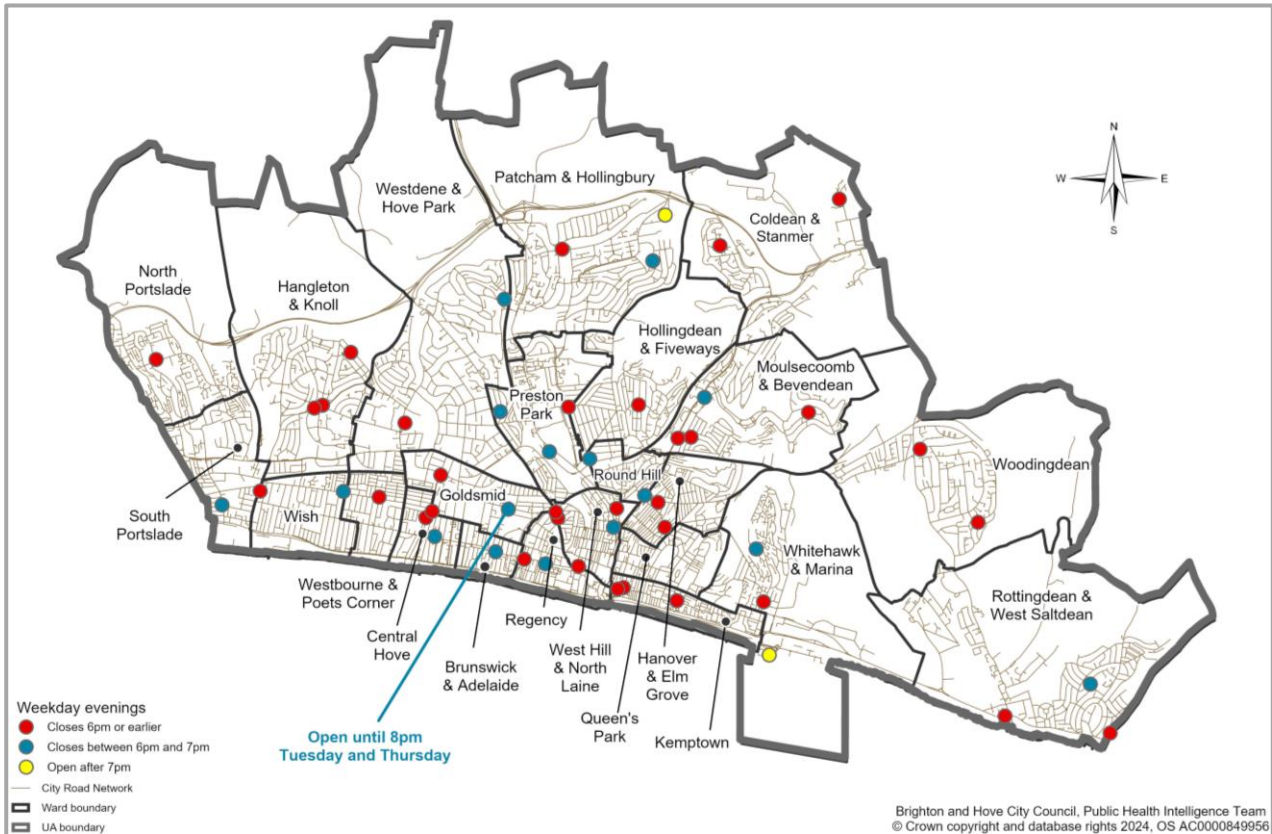 N
W
E
S
Patcham & Hollingbury
Westdene &
Hove Park
Coldean &
Stanmer
North
Portslade
Hangleton
& Knoll
Hollingdean
& Fiveways
Moulsecoomb
& Bevendean
Preston
Park
Woodingdean
Round Hill
Goldsmid
Wish
South
Portslade
Whitehawk
& Marina
Westbourne &
Poets Corner
Rottingdean &
West Saltdean
Central
Hove
Regency
Brunswick
& Adelaide
West Hill
& North
Laine
Hanover
& Elm
Grove
Queen's
Park
Kemptown
Open until 8pm
Tuesday and Thursday
Weekday evenings
Closes 6pm or earlier
Closes between 6pm and 7pm
Open after 7pm
City Road Network
Ward boundary
UA boundary
Brighton and Hove City Council, Public Health Intelligence Team
© Crown copyright and database rights 2024, OS AC0000849956